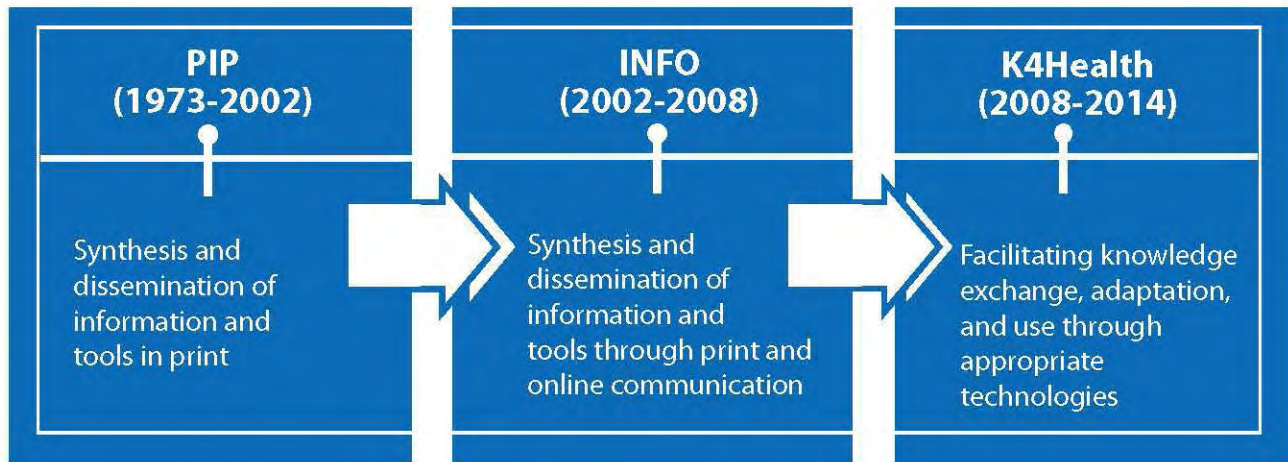 PIP
(1973-2002)
Synthesis and
dissemination of
information and
tools in print
INFO
(2002-2008)
Synthesis and
dissemination of
information and
tools through print and
online communication
K4Health
(2008-2014)
Facilitating knowledge
exchange, adaptation,
and use through
appropriate
technologies